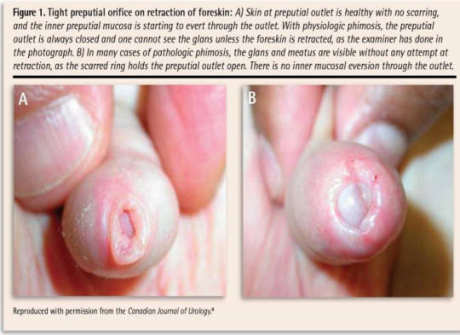 Figure 1. Tight preputial orifice on retraction of foreskin: A) Skin at preputial outlet is healthy with no scarring,
and the inner preputial mucosa is starting to evert through the outlet. With physiologic phimosis, the preputial
outlet is always closed and one cannot see the glans unless the foreskin is retracted, as the examiner has done in
the photograph. B) In many cases of pathologic phimosis, the glans and meatus are visible without any attempt at
retraction, as the scarred ring holds the preputial outlet open. There is no inner mucosal eversion through the outlet.
A
B
Reproduced with permission from the Canadian Journal of Urology.⁸